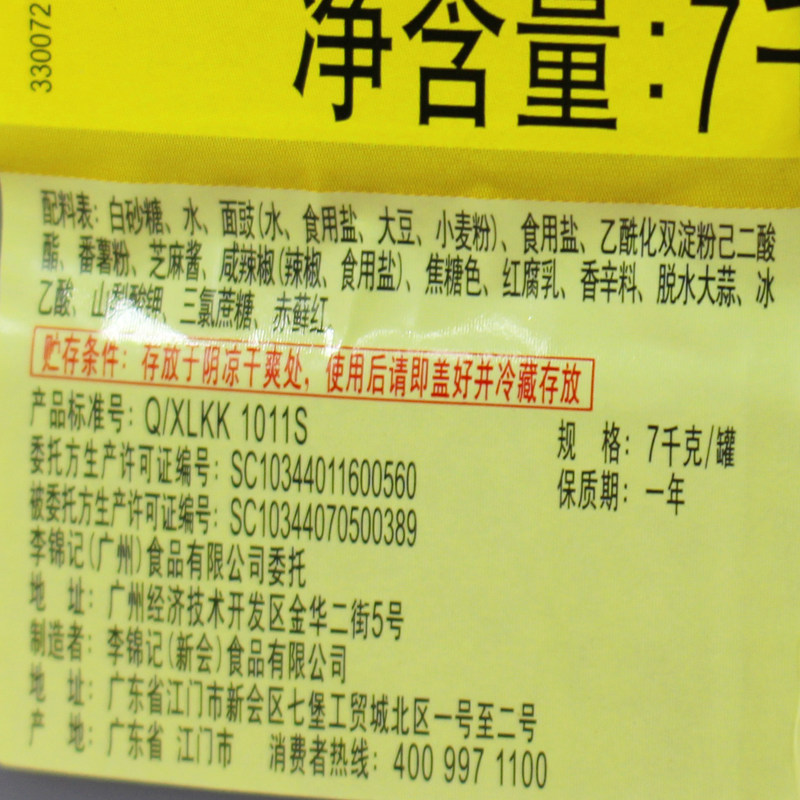 330072
净含量:7千
配料表:白砂糖、水、面豉(水、食用盐、大豆、小麦粉)、食用盐、乙酰化双淀粉己二酸
酯、番薯粉、芝麻酱、咸辣椒(辣椒、食用盐)、焦糖色、红腐乳、香辛料、脱水大蒜、冰
乙酸、山梨酸钾、三氯蔗糖、赤藓红。
贮存条件:存放于阴凉干爽处，使用后请即盖好并冷藏存放
产品标准号:Q/XLKK 1011S
规 格:7千克/罐
委托方生产许可证编号:SC10344011600560
保质期:一年
被委托方生产许可证编号:SC10344070500389
李锦记(广州)食品有限公司委托
地 址:广州经济技术开发区金华二街5号
制造者:李锦记(新会)食品有限公司
地 址:广东省江门市新会区七堡工贸城北区一号至二号
产 地:广东省 江门市 消费者热线:400 997 1100